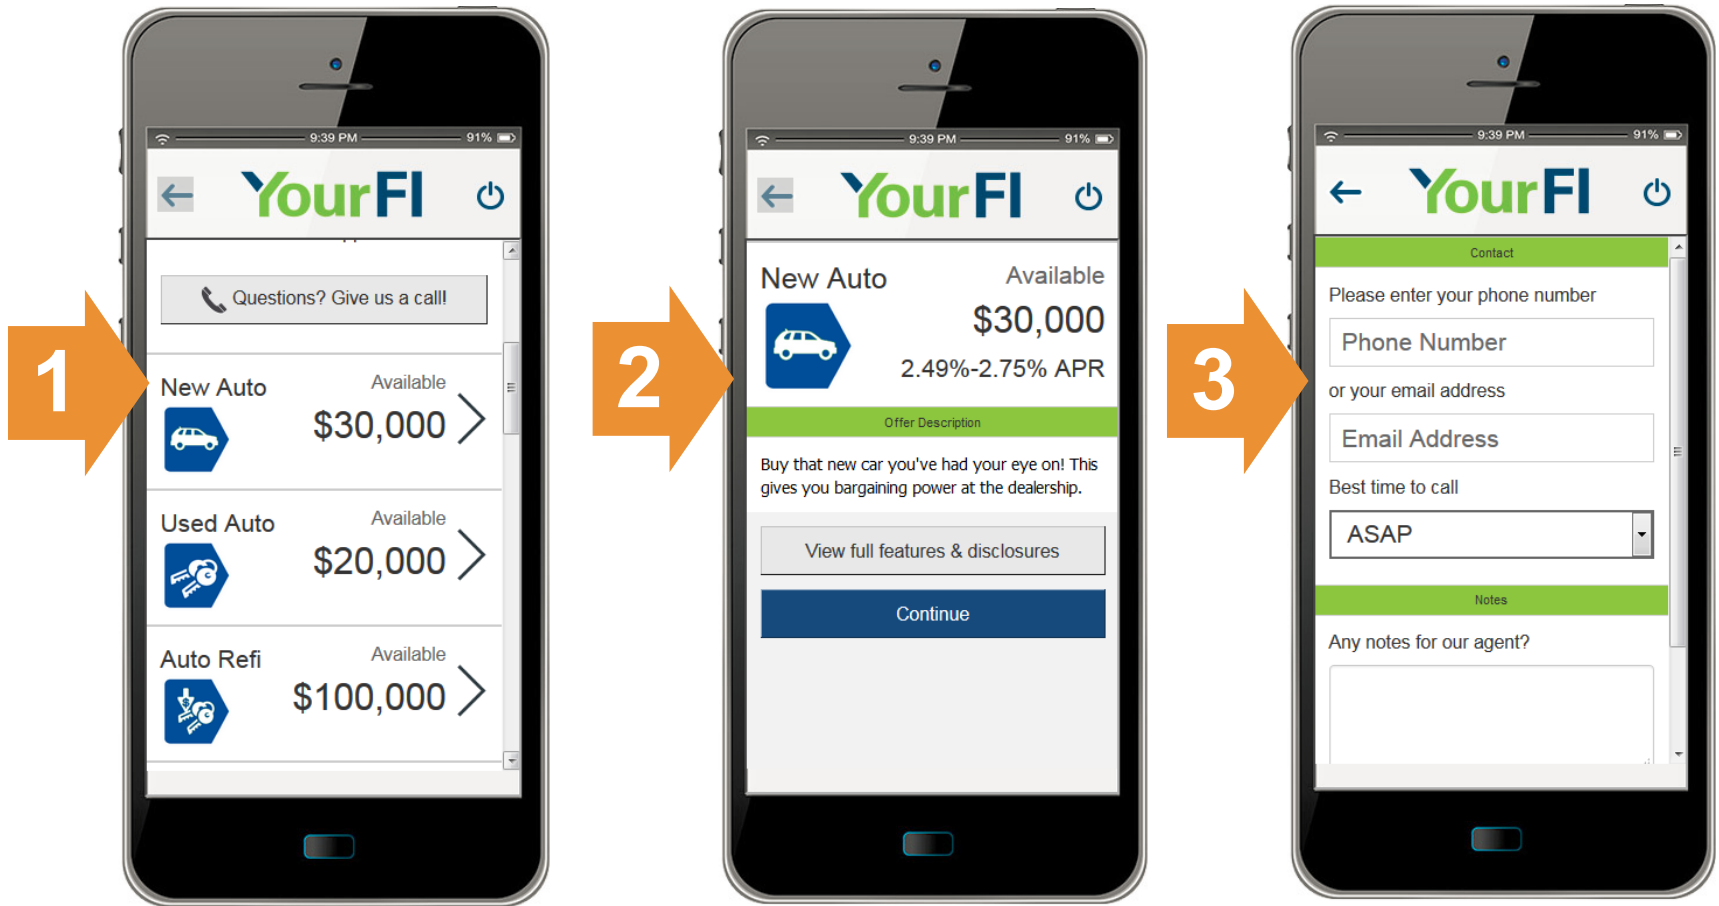 1
9:39 PM
91%
YourFI
Questions? Give us a call!
New Auto
Available
$30,000
Used Auto
Available
$20,000
Auto Refi
Available
$100,000
2
9:39 PM
91%
YourFI
New Auto
Available
$30,000
2.49%-2.75% APR
Offer Description
Buy that new car you've had your eye on! This
gives you bargaining power at the dealership.
View full features & disclosures
Continue
3
9:39 PM
91%
YourFI
Contact
Please enter your phone number
Phone Number
or your email address
Email Address
Best time to call
ASAP
Notes
Any notes for our agent?